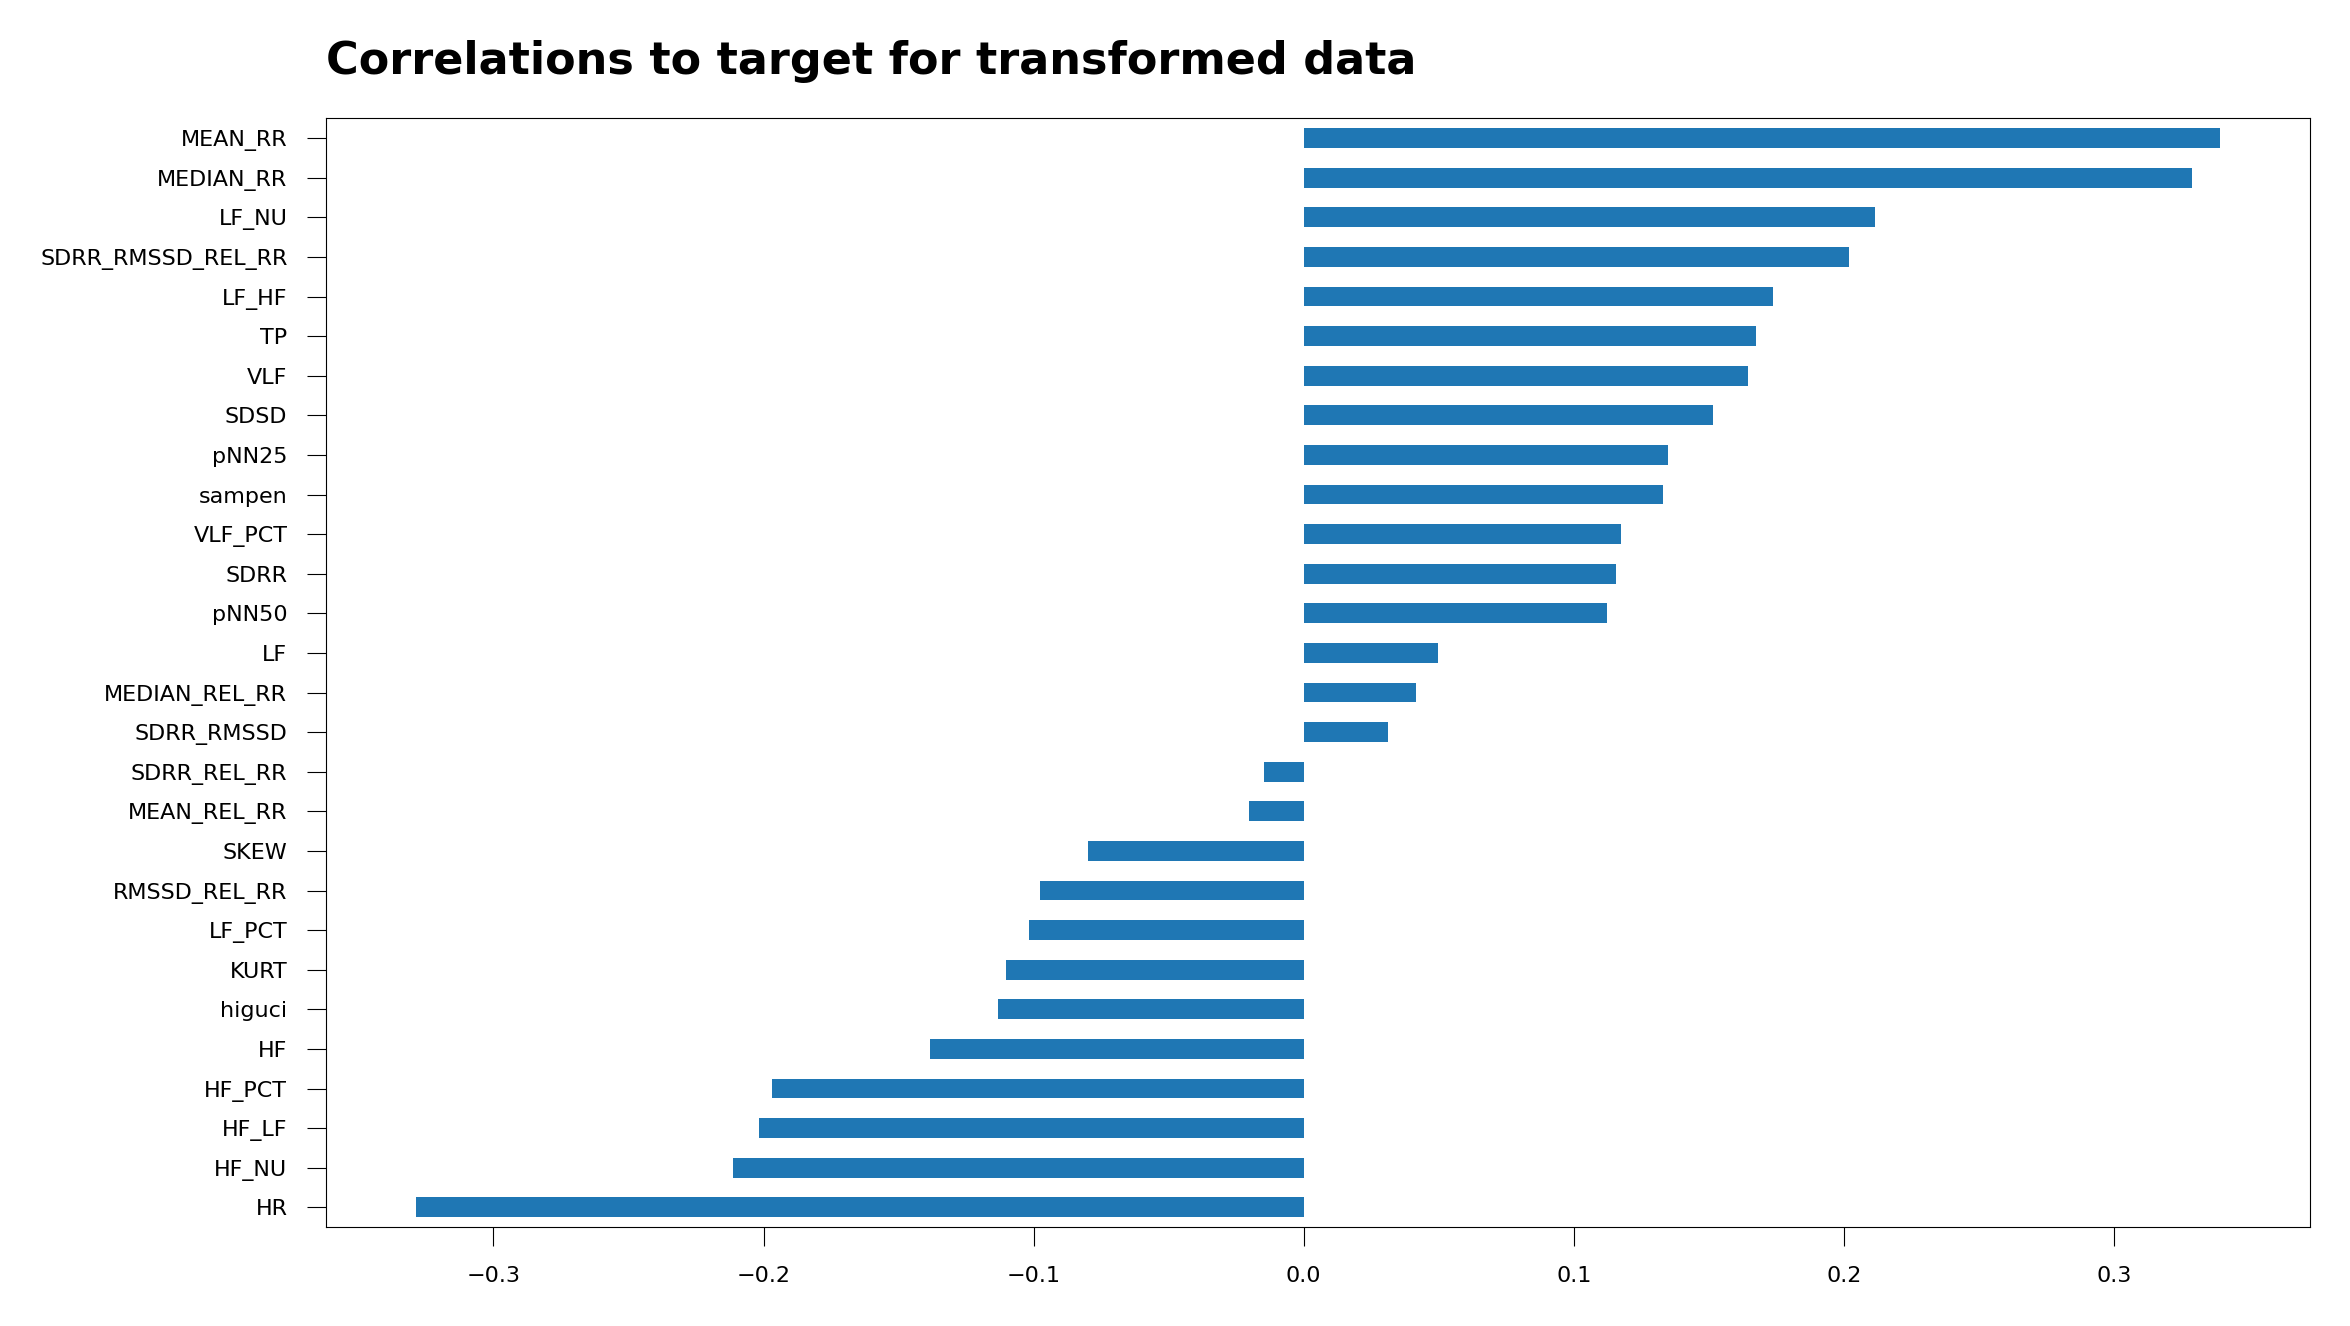 Correlations to target for transformed data
MEAN_RR
MEDIAN_RR
LF_NU
SDRR_RMSSD_REL_RR
LF_HF
TP
VLF
SDSD
pNN25
sampen
VLF_PCT
SDRR
pNN50
LF
MEDIAN_REL_RR
SDRR_RMSSD
SDRR_REL_RR
MEAN_REL_RR
SKEW
RMSSD_REL_RR
LF_PCT
KURT
higuci
HF
HF_PCT
HF_LF
HF_NU
HR
−0.3 −0.2 −0.1 0.0 0.1 0.2 0.3